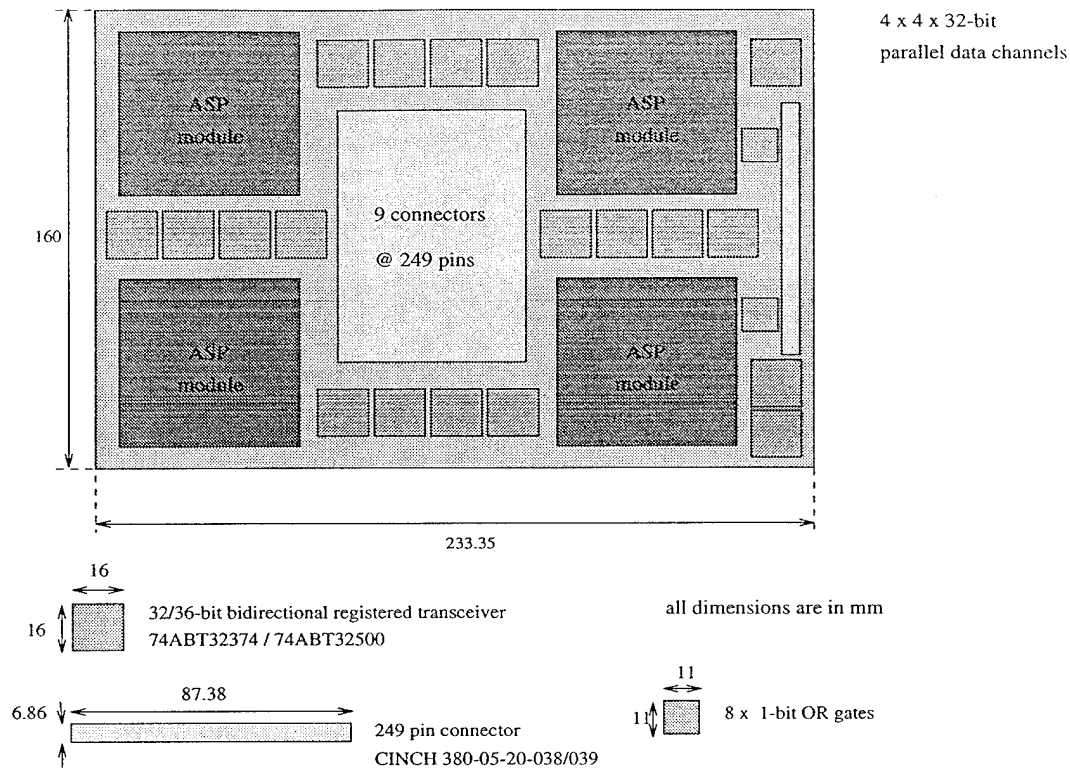 4 x 4 x 32-bit
parallel data channels
ASP
module
ASP
module
9 connectors
@ 249 pins
160
ASP
module
ASP
module
233.35
16
16
32/36-bit bidirectional registered transceiver
74ABT32374 / 74ABT32500
all dimensions are in mm
87.38
6.86
249 pin connector
CINCH 380-05-20-038/039
11
11
8 x 1-bit OR gates